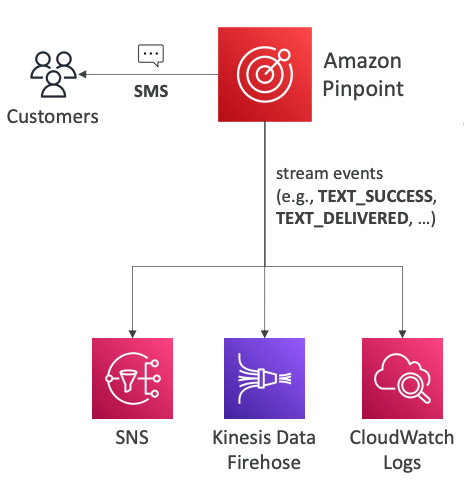 Amazon
Pinpoint
SMS
Customers
stream events
(e.g., TEXT_SUCCESS,
TEXT_DELIVERED, ...)
SNS
Kinesis Data
Firehose
CloudWatch
Logs